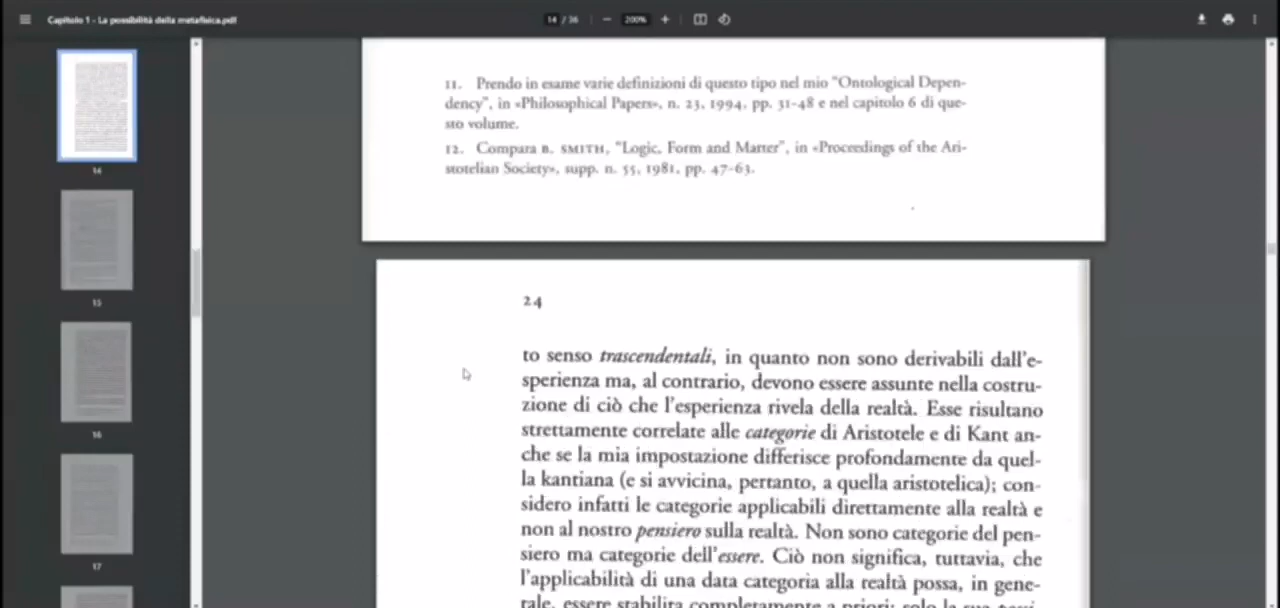 Capitolo 1 - La possibilità della metafisica.pdf
14 / 36
200%
14
15
16
17
11. Prendo in esame varie definizioni di questo tipo nel mio "Ontological Depen-
dency", in «Philosophical Papers», n. 23, 1994, pp. 31-48 e nel capitolo 6 di que-
sto volume.
12. Compara B. SMITH, "Logic, Form and Matter", in «Proceedings of the Ari-
stotelian Society», supp. n. 55, 1981, pp. 47-63.
24
to senso trascendentali, in quanto non sono derivabili dall'e-
sperienza ma, al contrario, devono essere assunte nella costru-
zione di ciò che l'esperienza rivela della realtà. Esse risultano
strettamente correlate alle categorie di Aristotele e di Kant an-
che se la mia impostazione differisce profondamente da quel-
la kantiana (e si avvicina, pertanto, a quella aristotelica); con-
sidero infatti le categorie applicabili direttamente alla realtà e
non al nostro pensiero sulla realtà. Non sono categorie del pen-
siero ma categorie dell'essere. Ciò non significa, tuttavia, che
l'applicabilità di una data categoria alla realtà possa, in gene-
rale, essere stabilita completamente a priori: solo la sua